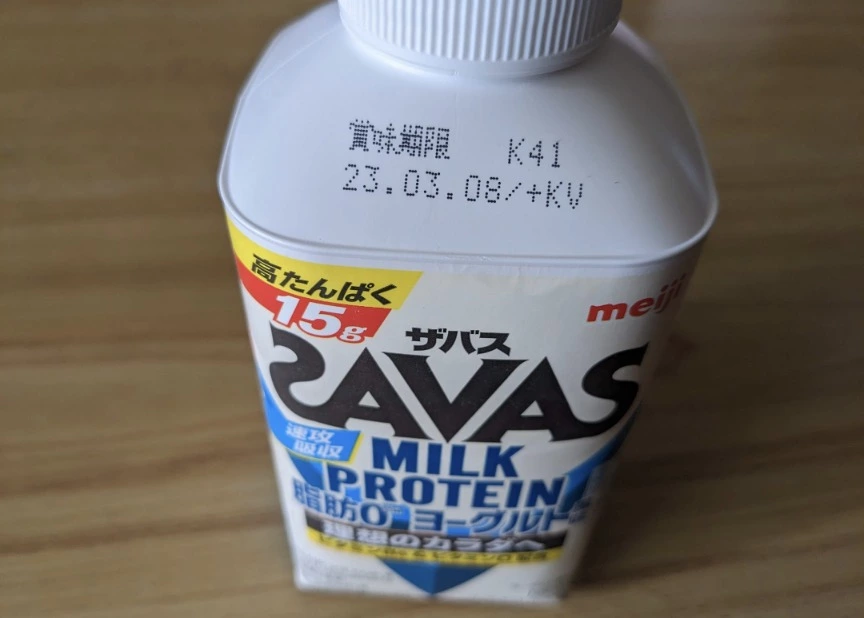 賞味期限 K41
23.03.08/+KV
高たんぱく
15g
meiji
ザバス
SAVAS
速攻
吸収
MILK
PROTEIN
脂肪0 ヨーグルト
理想のカラダへ